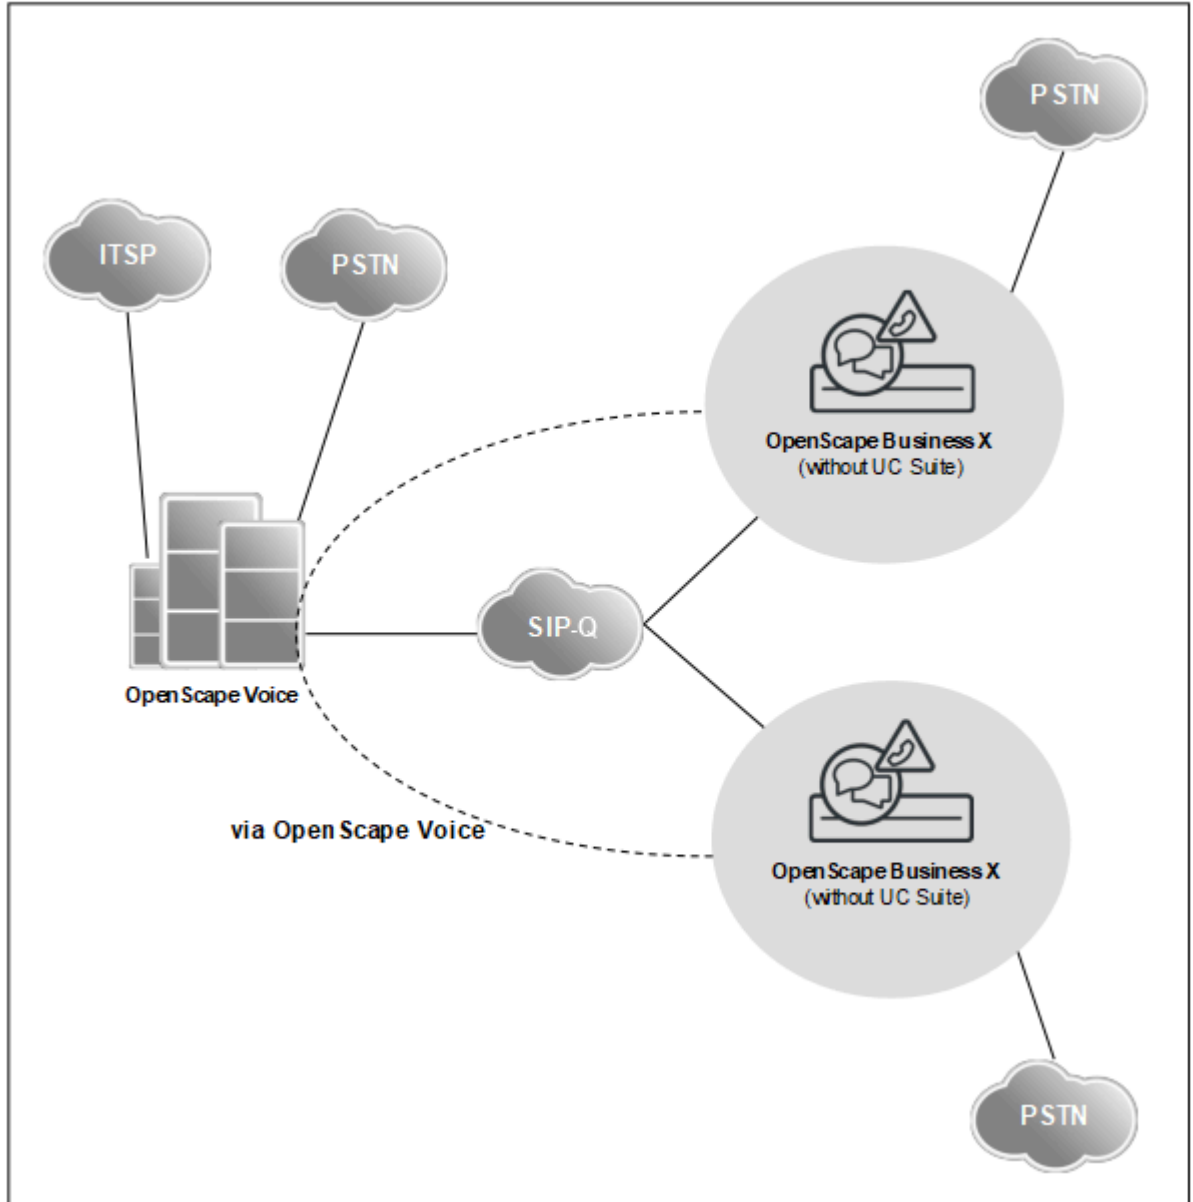 PSTN
ITSP
PSTN
OpenScape Business X
(without UC Suite)
SIP-Q
OpenScape Voice
via OpenScape Voice
OpenScape Business X
(without UC Suite)
PSTN